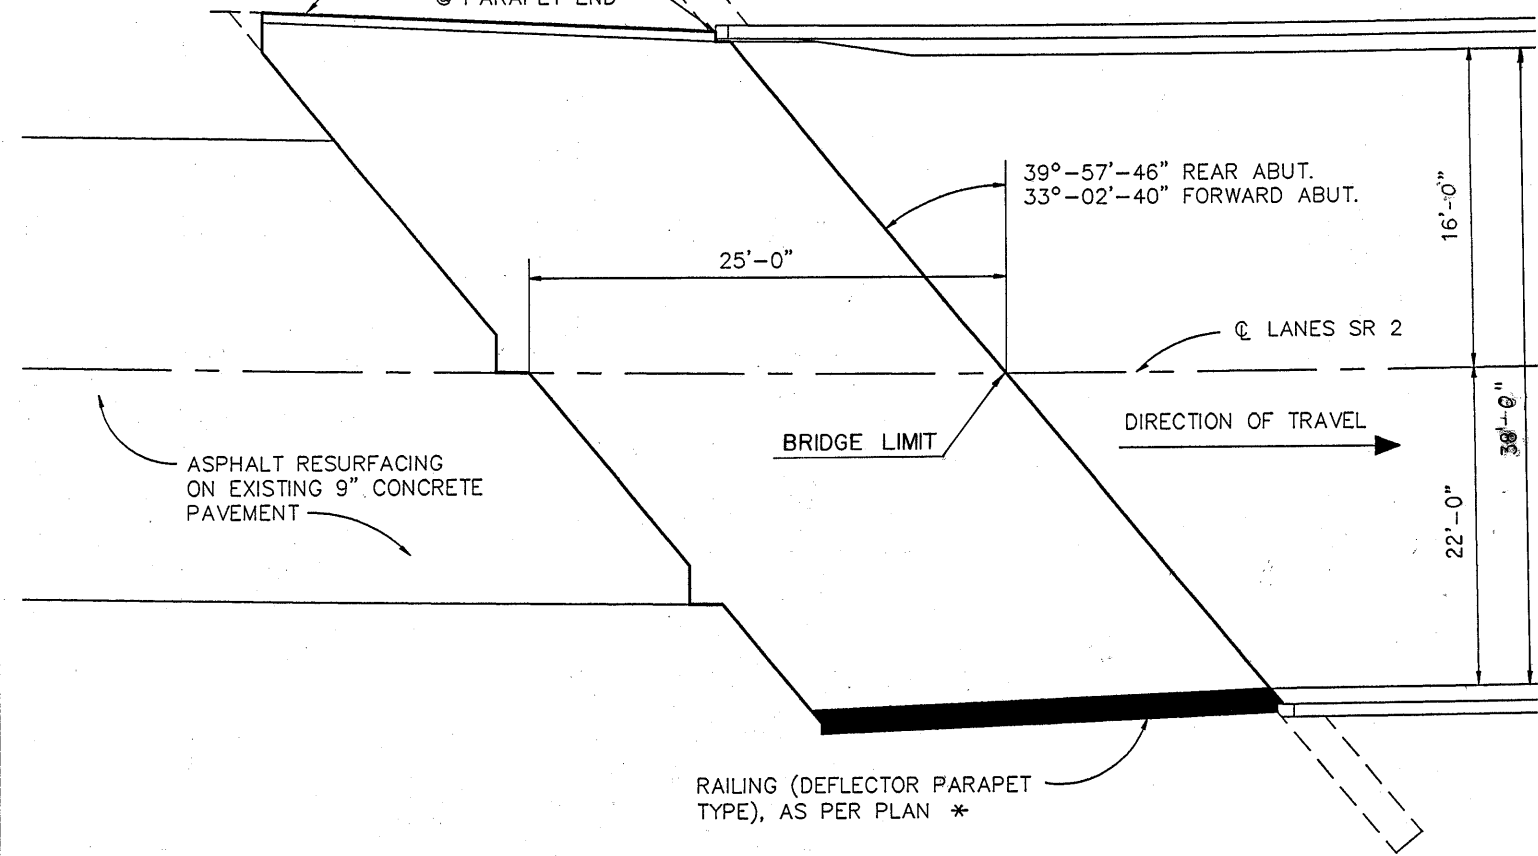 @ PARAPET END
39°-57'-46" REAR ABUT.
33°-02'-40" FORWARD ABUT.
16'-0"
25'-0"
℄ LANES SR 2
DIRECTION OF TRAVEL
38'-0"
BRIDGE LIMIT
ASPHALT RESURFACING
ON EXISTING 9" CONCRETE
PAVEMENT
22'-0"
RAILING (DEFLECTOR PARAPET
TYPE), AS PER PLAN *